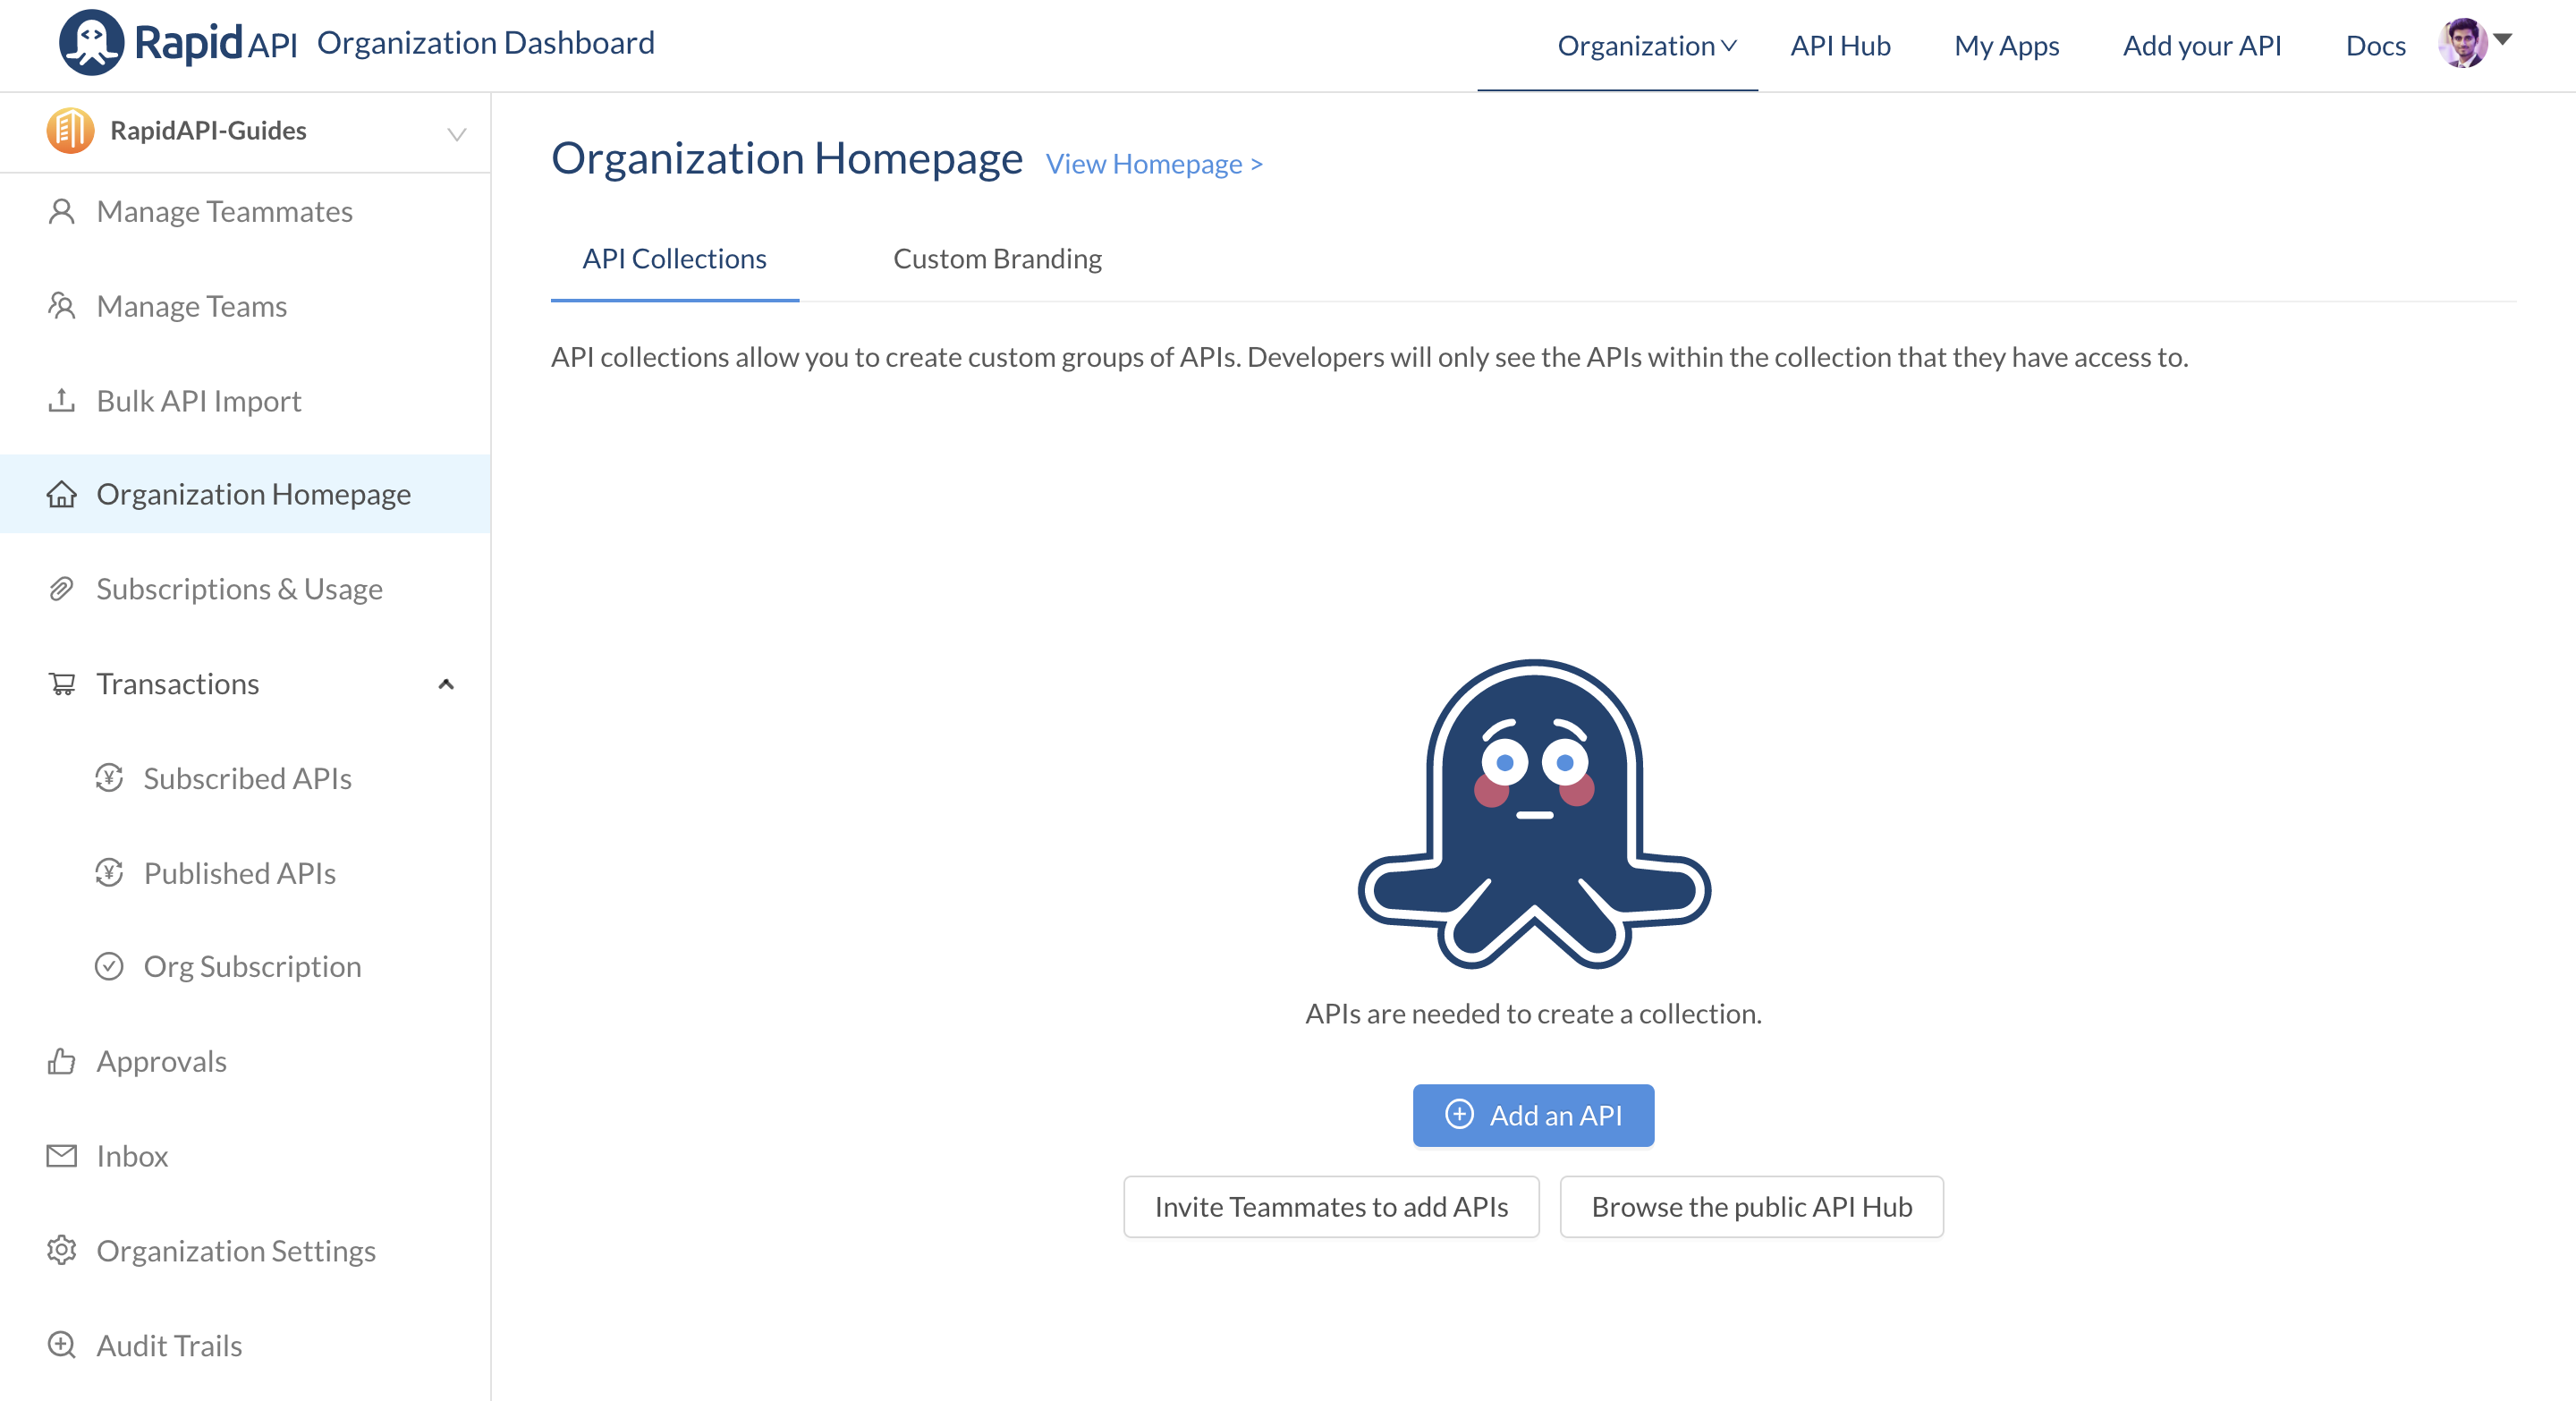 RapidAPI Organization Dashboard
Organization
API Hub
My Apps
Add your API
Docs
RapidAPI-Guides
Manage Teammates
Manage Teams
Bulk API Import
Organization Homepage
Subscriptions & Usage
Transactions
Subscribed APIs
Published APIs
Org Subscription
Approvals
Inbox
Organization Settings
Audit Trails
Organization Homepage View Homepage >
API Collections
Custom Branding
API collections allow you to create custom groups of APIs. Developers will only see the APIs within the collection that they have access to.
APIs are needed to create a collection.
Add an API
Invite Teammates to add APIs
Browse the public API Hub